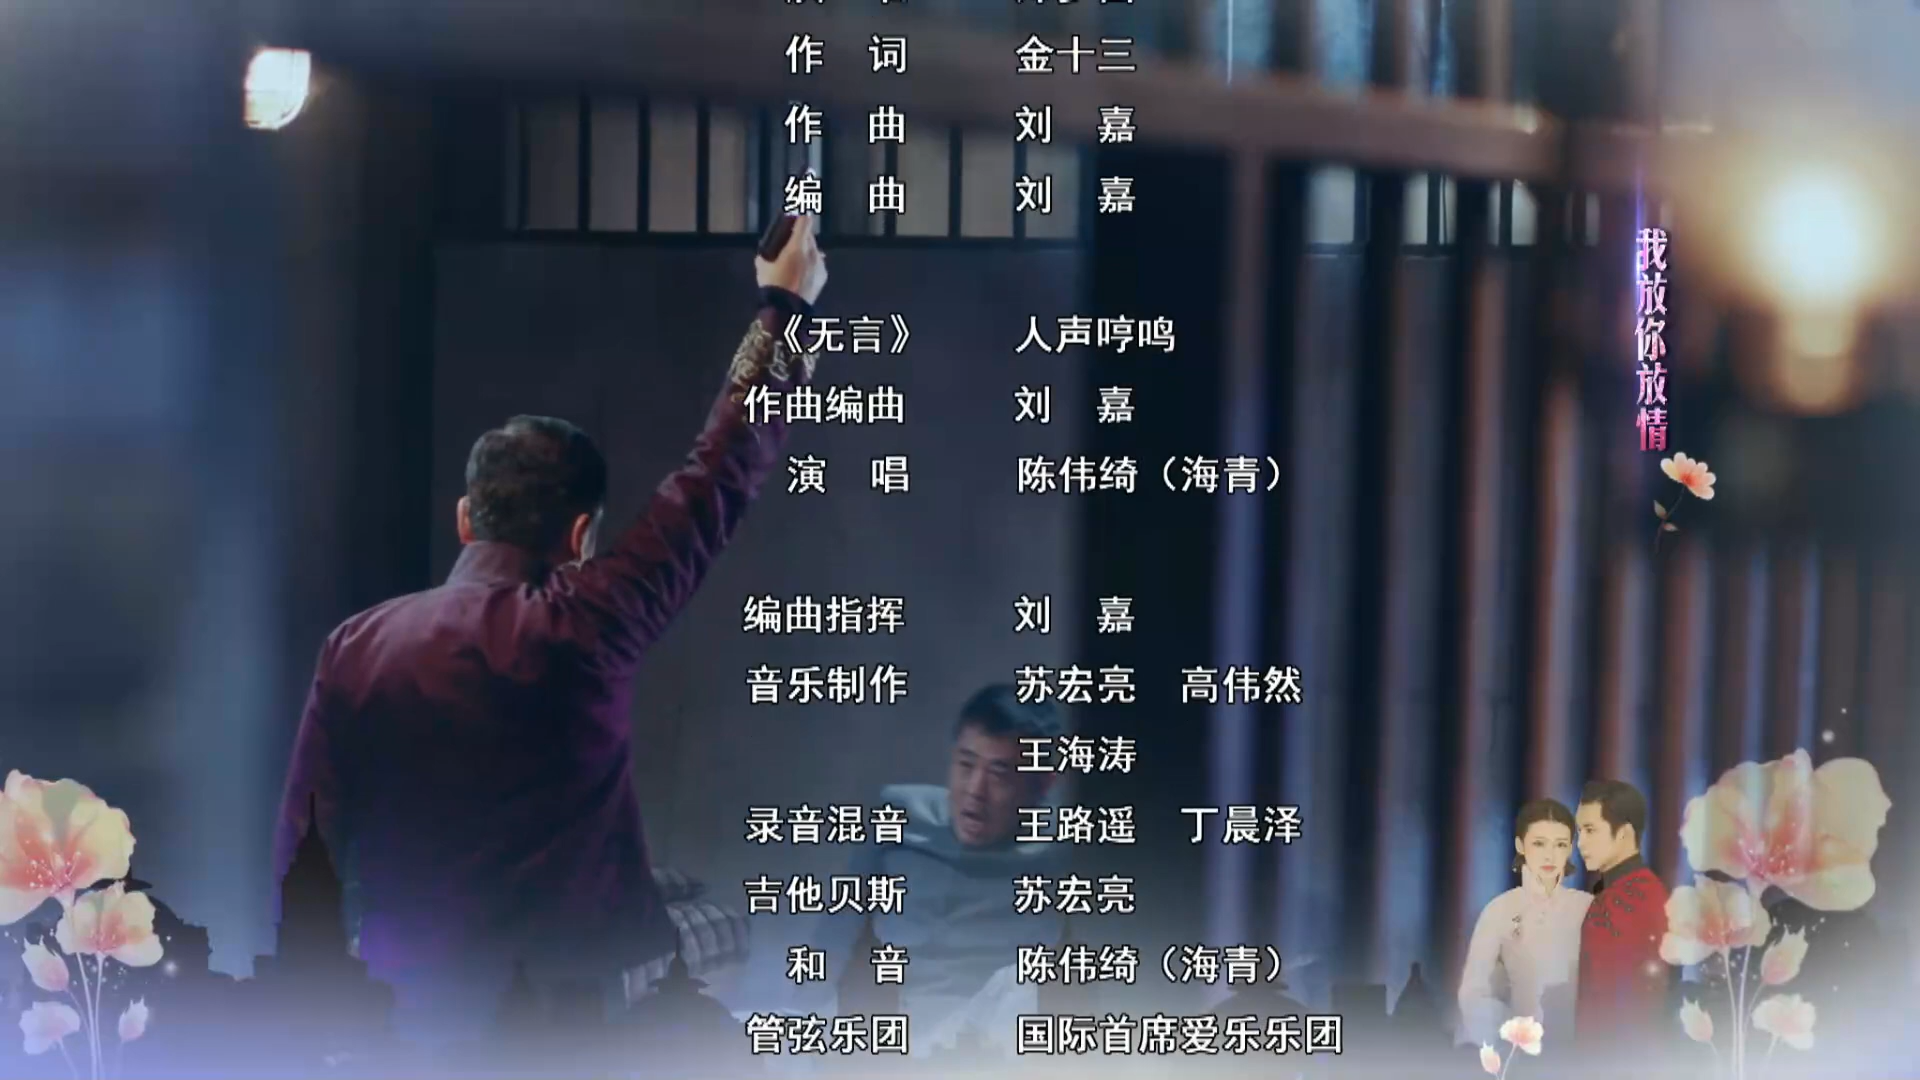 作 词 金十三
作 曲 刘 嘉
编 曲 刘 嘉
《无言》 人声哼鸣
作曲编曲 刘 嘉
演 唱 陈伟绮（海青）
编曲指挥 刘 嘉
音乐制作 苏宏亮 高伟然
王海涛
录音混音 王路遥 丁晨泽
吉他贝斯 苏宏亮
和 音 陈伟绮（海青）
管弦乐团 国际首席爱乐乐团
我放你放情